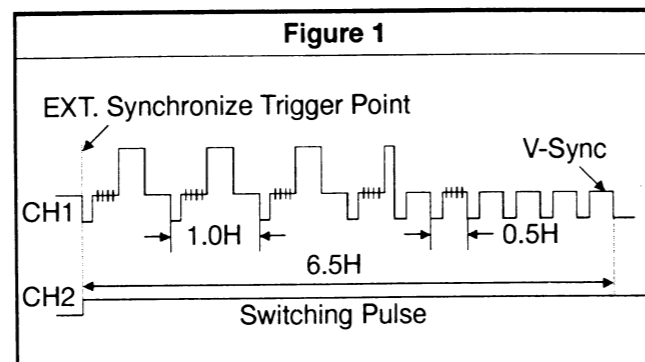 Figure 1
EXT. Synchronize Trigger Point
V-Sync
CH1
1.0H
0.5H
6.5H
CH2
Switching Pulse